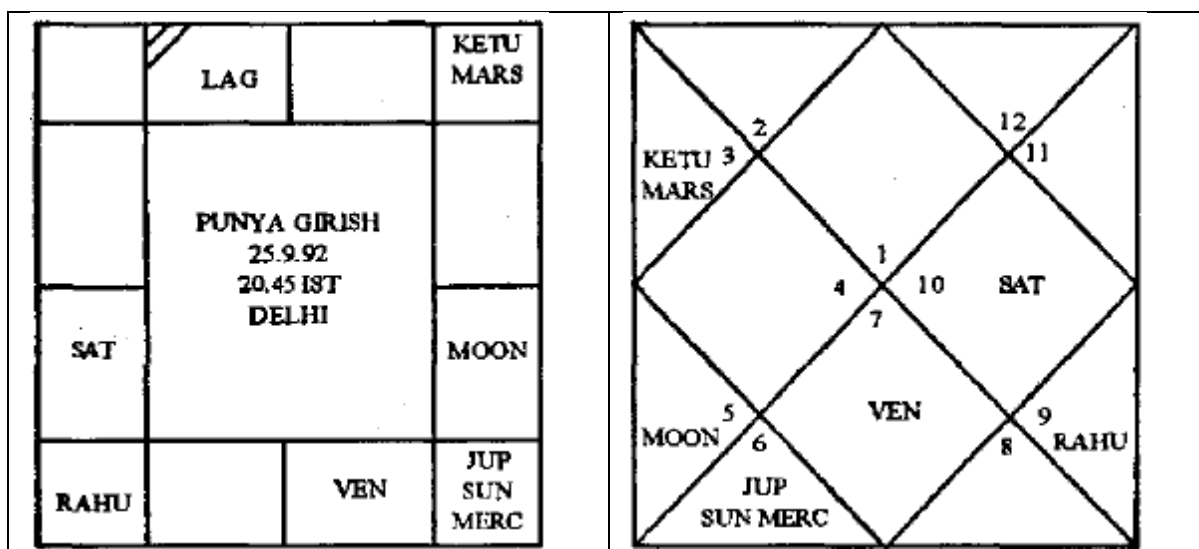 KETU
MARS
LAG
PUNYA GIRISH
25.9.92
20.45 IST
DELHI
SAT
MOON
RAHU
VEN
JUP
SUN
MERC
2
12
KETU 3
MARS
11
1
4
10
SAT
7
5
MOON
6
VEN
9
RAHU
8
JUP
SUN MERC